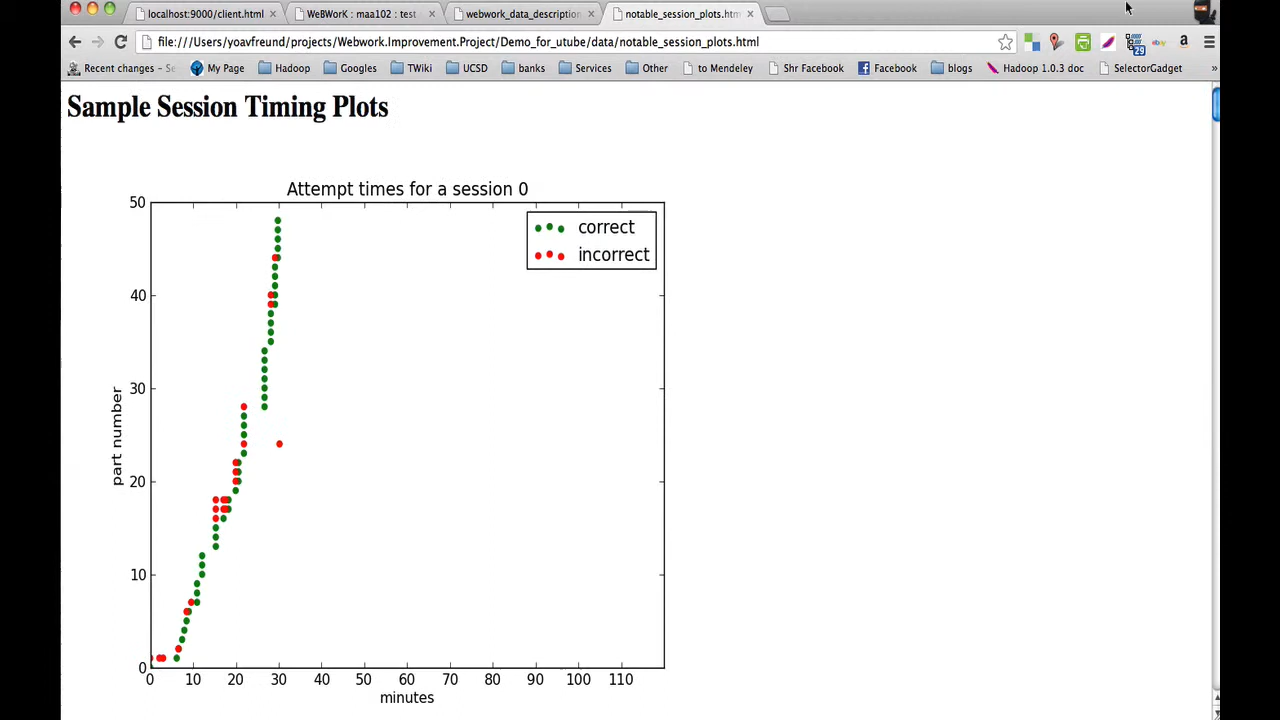 localhost:9000/client.html
WeBWorK : maa102 : test
webwork_data_description
notable_session_plots.htm
file:///Users/yoavfreund/projects/Webwork.Improvement.Project/Demo_for_utube/data/notable_session_plots.html
29
ebay
a
Recent changes - Se
My Page
Hadoop
Googles
TWiki
UCSD
banks
Services
Other
to Mendeley
Shr Facebook
Facebook
blogs
Hadoop 1.0.3 doc
SelectorGadget
»
Sample Session Timing Plots
Attempt times for a session 0
correct
incorrect
50
40
30
20
10
0
part number
0 10 20 30 40 50 60 70 80 90 100 110
minutes